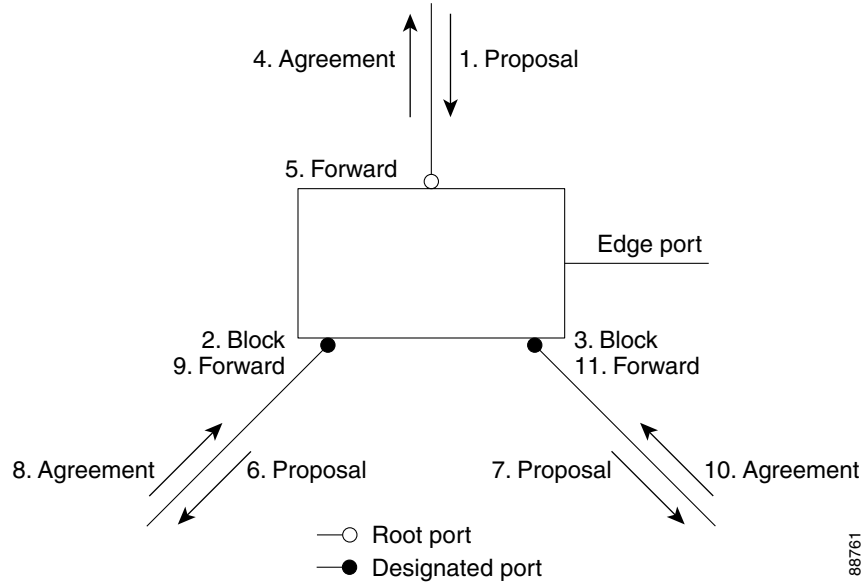 4. Agreement
1. Proposal
5. Forward
Edge port
2. Block
9. Forward
3. Block
11. Forward
8. Agreement
6. Proposal
7. Proposal
10. Agreement
Root port
Designated port
88761